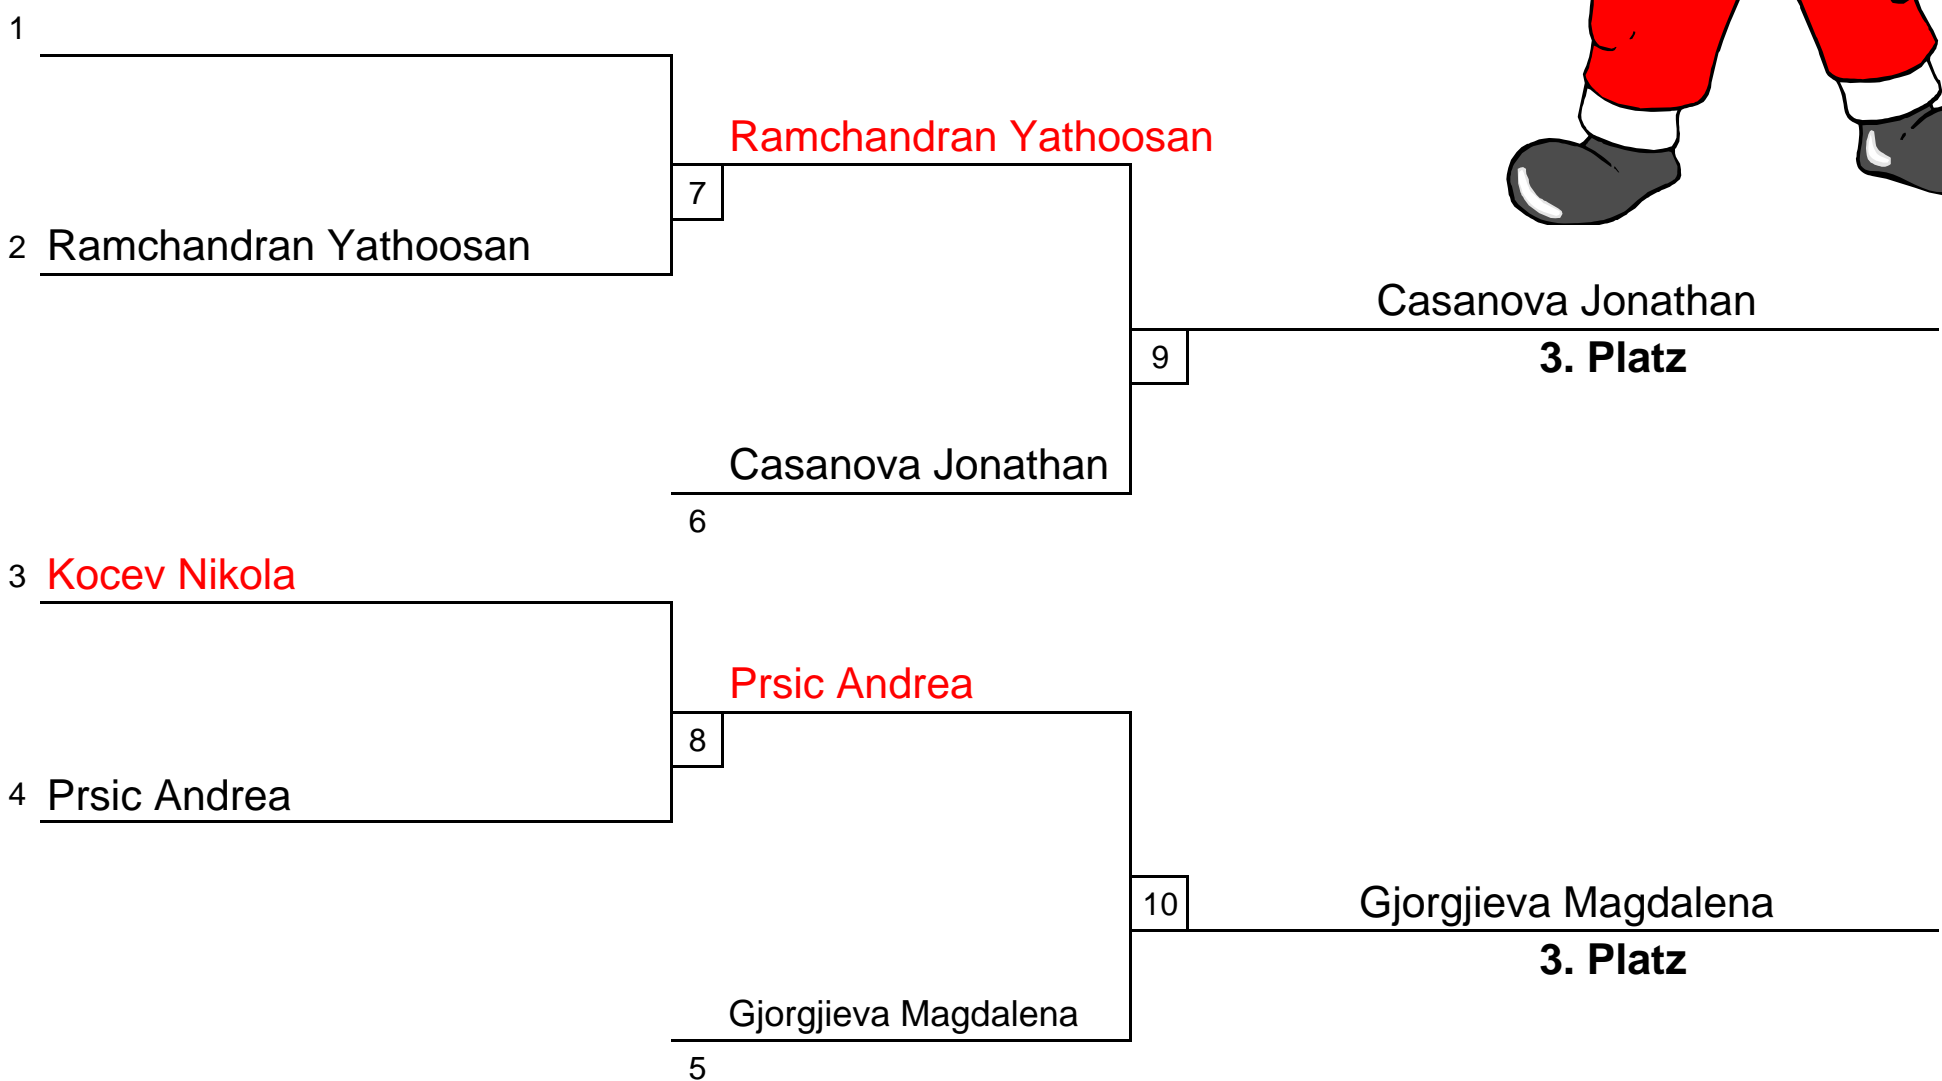 1
Ramchandran Yathoosan
7
2 Ramchandran Yathoosan
Casanova Jonathan
9
3. Platz
Casanova Jonathan
6
3 Kocev Nikola
Prsic Andrea
8
4 Prsic Andrea
10
Gjorgjieva Magdalena
3. Platz
Gjorgjieva Magdalena
5